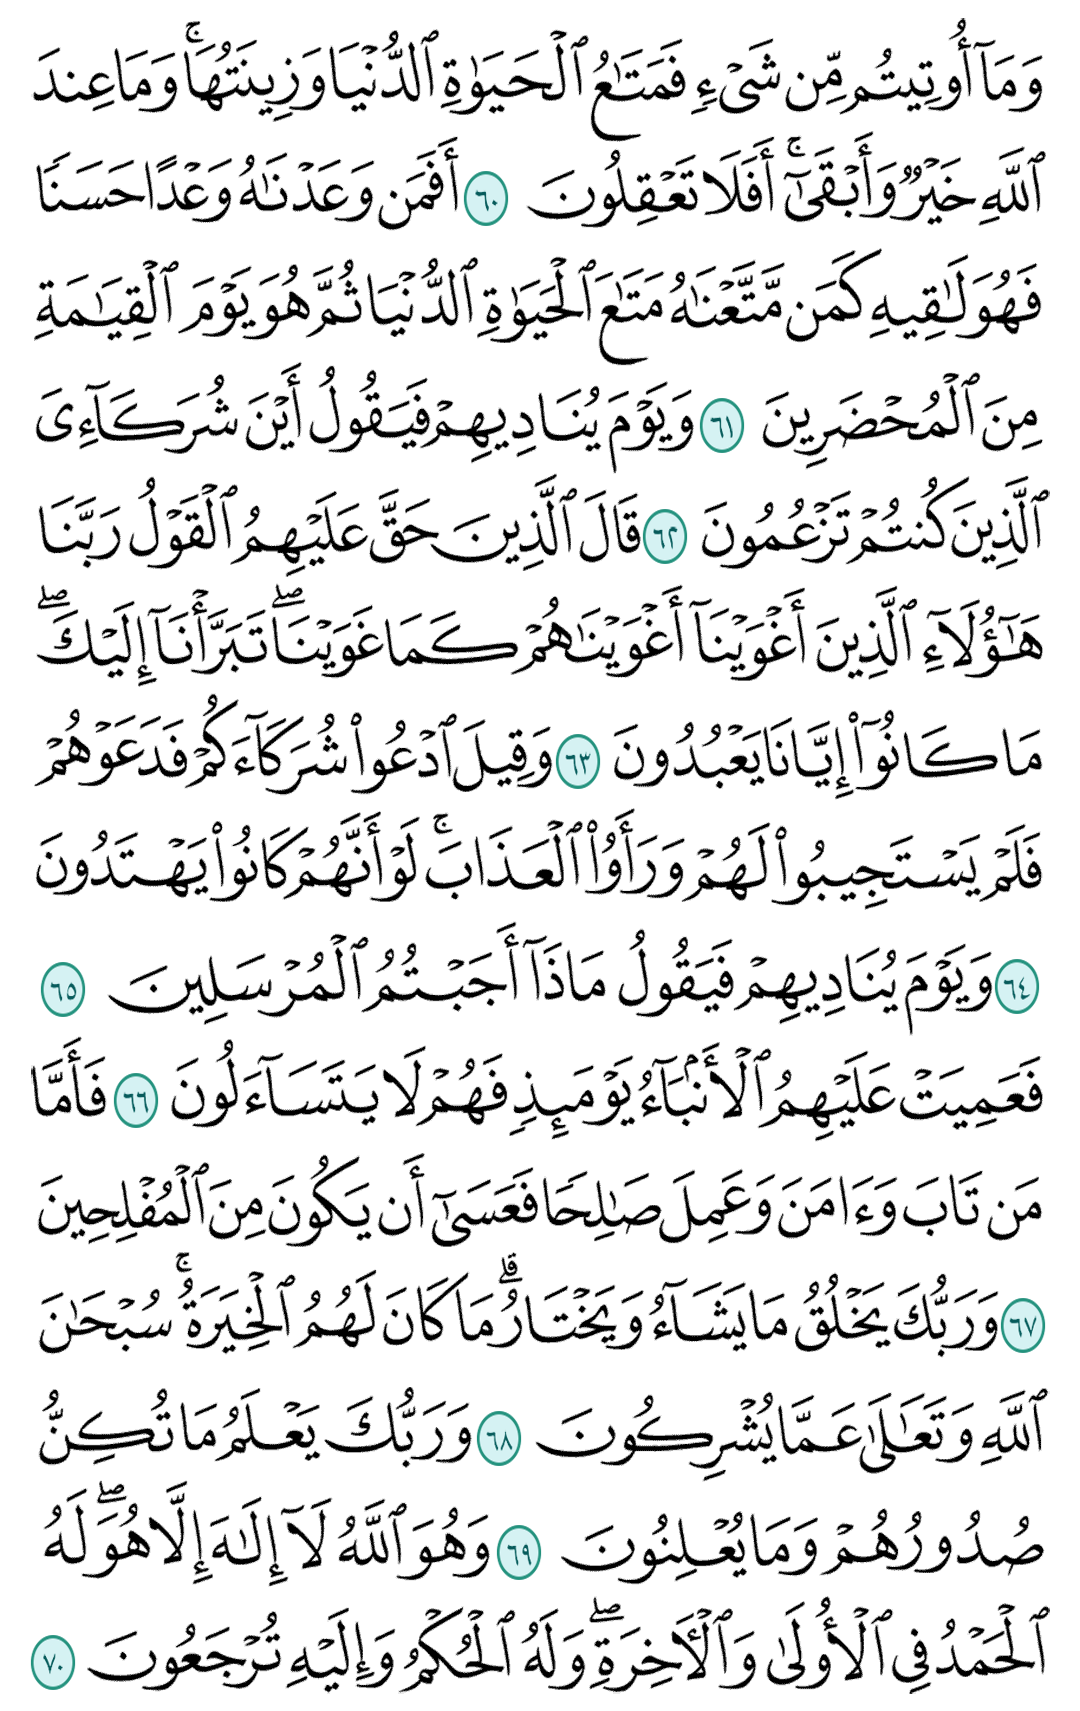 وَمَآ أُوتِيتُم مِّن شَىۡءٍ فَمَتَٰعُ ٱلۡحَيَوٰةِ ٱلدُّنۡيَا وَزِينَتُهَاۚ وَمَا عِندَ
ٱللَّهِ خَيۡرٌ وَأَبۡقَىٰٓۚ أَفَلَا تَعۡقِلُونَ ٦٠ أَفَمَن وَعَدۡنَٰهُ وَعۡدًا حَسَنًا
فَهُوَ لَٰقِيهِ كَمَن مَّتَّعۡنَٰهُ مَتَٰعَ ٱلۡحَيَوٰةِ ٱلدُّنۡيَا ثُمَّ هُوَ يَوۡمَ ٱلۡقِيَٰمَةِ
مِنَ ٱلۡمُحۡضَرِينَ ٦١ وَيَوۡمَ يُنَادِيهِمۡ فَيَقُولُ أَيۡنَ شُرَكَآءِىَ
ٱلَّذِينَ كُنتُمۡ تَزۡعُمُونَ ٦٢ قَالَ ٱلَّذِينَ حَقَّ عَلَيۡهِمُ ٱلۡقَوۡلُ رَبَّنَا
هَٰٓؤُلَآءِ ٱلَّذِينَ أَغۡوَيۡنَآ أَغۡوَيۡنَٰهُمۡ كَمَا غَوَيۡنَاۖ تَبَرَّأۡنَآ إِلَيۡكَۖ
مَا كَانُوٓاْ إِيَّانَا يَعۡبُدُونَ ٦٣ وَقِيلَ ٱدۡعُواْ شُرَكَآءَكُمۡ فَدَعَوۡهُمۡ
فَلَمۡ يَسۡتَجِيبُواْ لَهُمۡ وَرَأَوُاْ ٱلۡعَذَابَۚ لَوۡ أَنَّهُمۡ كَانُواْ يَهۡتَدُونَ
٦٤ وَيَوۡمَ يُنَادِيهِمۡ فَيَقُولُ مَاذَآ أَجَبۡتُمُ ٱلۡمُرۡسَلِينَ ٦٥
فَعَمِيَتۡ عَلَيۡهِمُ ٱلۡأَنۢبَآءُ يَوۡمَئِذٍ فَهُمۡ لَا يَتَسَآءَلُونَ ٦٦ فَأَمَّا
مَن تَابَ وَءَامَنَ وَعَمِلَ صَٰلِحًا فَعَسَىٰٓ أَن يَكُونَ مِنَ ٱلۡمُفۡلِحِينَ
٦٧ وَرَبُّكَ يَخۡلُقُ مَا يَشَآءُ وَيَخۡتَارُۗ مَا كَانَ لَهُمُ ٱلۡخِيَرَةُۚ سُبۡحَٰنَ
ٱللَّهِ وَتَعَٰلَىٰ عَمَّا يُشۡرِكُونَ ٦٨ وَرَبُّكَ يَعۡلَمُ مَا تُكِنُّ
صُدُورُهُمۡ وَمَا يُعۡلِنُونَ ٦٩ وَهُوَ ٱللَّهُ لَآ إِلَٰهَ إِلَّا هُوَۖ لَهُ
ٱلۡحَمۡدُ فِي ٱلۡأُولَىٰ وَٱلۡأٓخِرَةِۖ وَلَهُ ٱلۡحُكۡمُ وَإِلَيۡهِ تُرۡجَعُونَ ٧٠